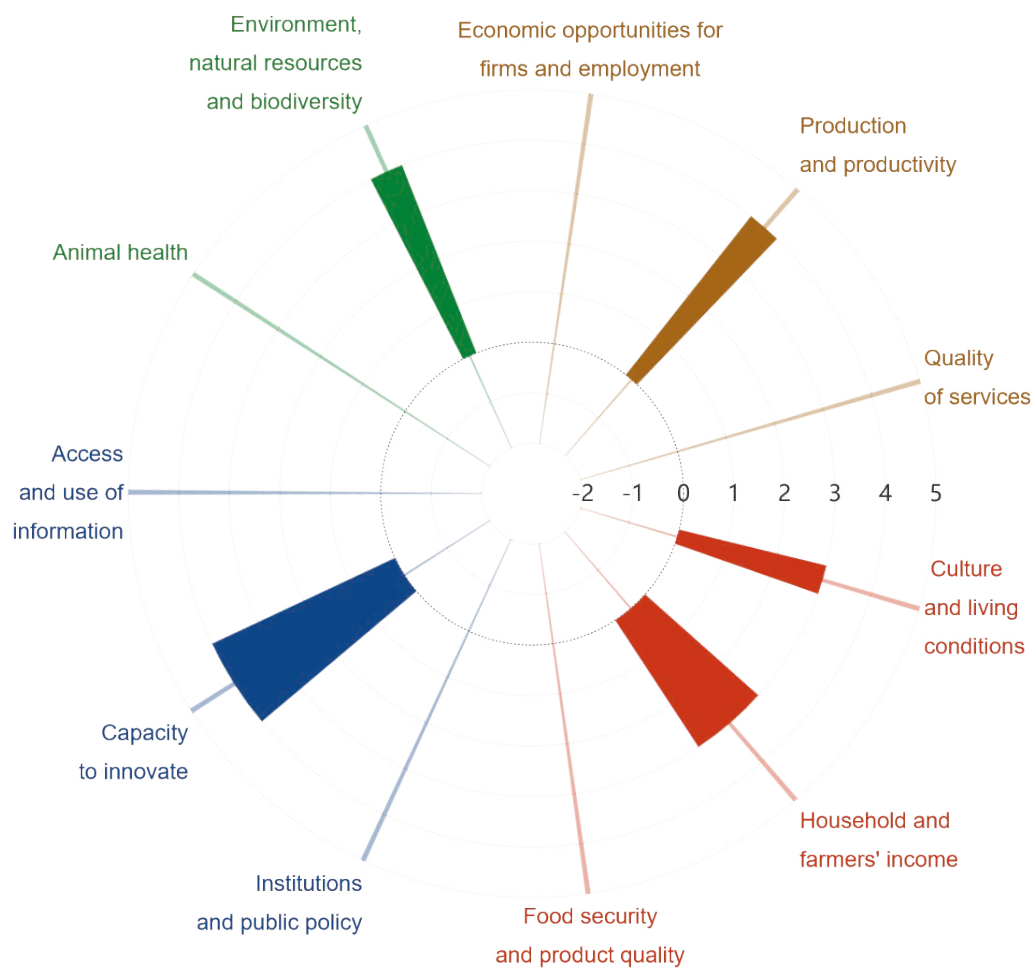 Environment,
natural resources
and biodiversity
Economic opportunities for
firms and employment
Production
and productivity
Animal health
Quality
of services
Access
and use of
information
-2 -1 0 1 2 3 4 5
Culture
and living
conditions
Capacity
to innovate
Household and
farmers' income
Institutions
and public policy
Food security
and product quality